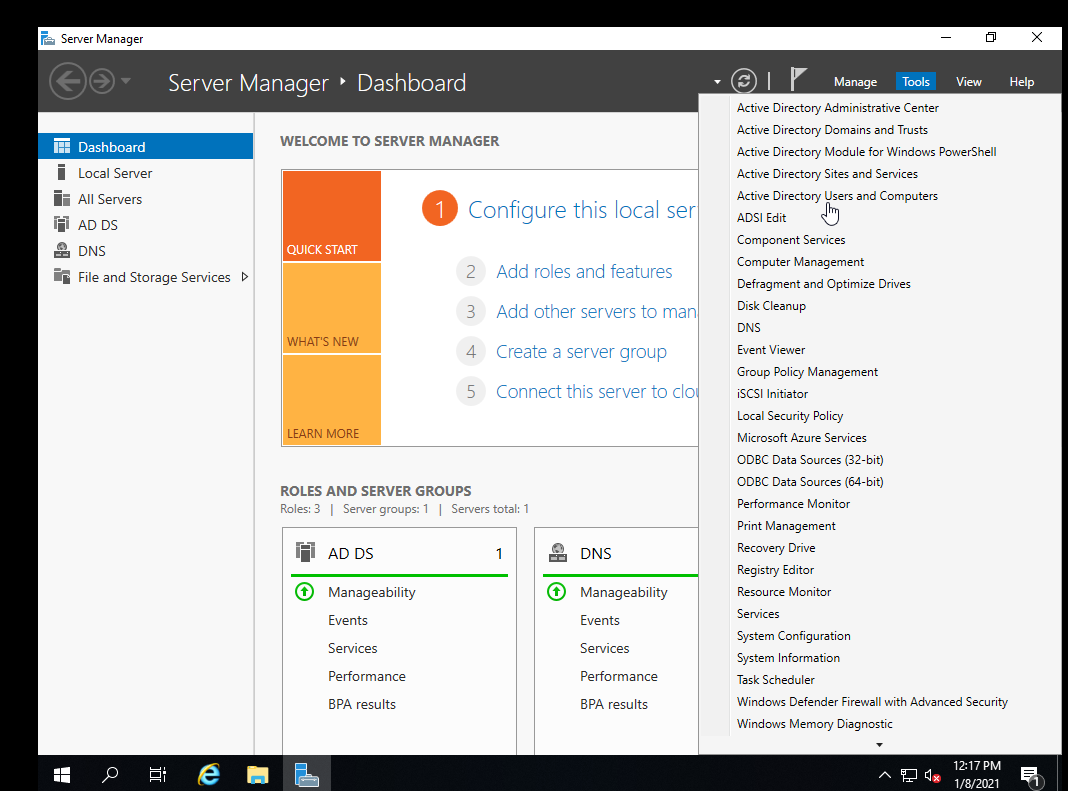 Server Manager
Server Manager ‣ Dashboard
Manage Tools View Help
Dashboard
Local Server
All Servers
AD DS
DNS
File and Storage Services
WELCOME TO SERVER MANAGER
QUICK START
WHAT'S NEW
LEARN MORE
1 Configure this local ser
2 Add roles and features
3 Add other servers to man
4 Create a server group
5 Connect this server to clou
ROLES AND SERVER GROUPS
Roles: 3 | Server groups: 1 | Servers total: 1
AD DS 1
Manageability
Events
Services
Performance
BPA results
DNS
Manageability
Events
Services
Performance
BPA results
Active Directory Administrative Center
Active Directory Domains and Trusts
Active Directory Module for Windows PowerShell
Active Directory Sites and Services
Active Directory Users and Computers
ADSI Edit
Component Services
Computer Management
Defragment and Optimize Drives
Disk Cleanup
DNS
Event Viewer
Group Policy Management
iSCSI Initiator
Local Security Policy
Microsoft Azure Services
ODBC Data Sources (32-bit)
ODBC Data Sources (64-bit)
Performance Monitor
Print Management
Recovery Drive
Registry Editor
Resource Monitor
Services
System Configuration
System Information
Task Scheduler
Windows Defender Firewall with Advanced Security
Windows Memory Diagnostic
12:17 PM
1/8/2021
1